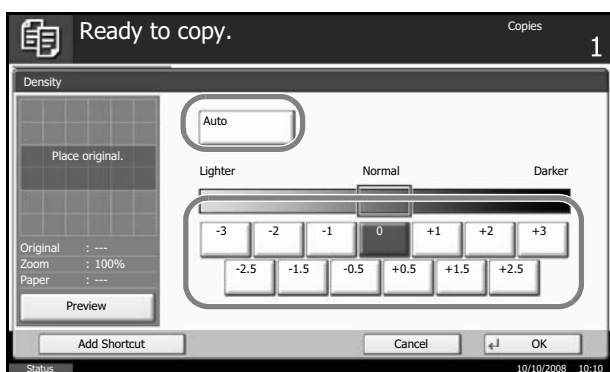 Ready to copy.
Copies
1
Density
Place original.
Original : ---
Zoom : 100%
Paper : ---
Preview
Auto
Lighter Normal Darker
-3 -2 -1 0 +1 +2 +3
-2.5 -1.5 -0.5 +0.5 +1.5 +2.5
Add Shortcut
Cancel
OK
Status
10/10/2008 10:10